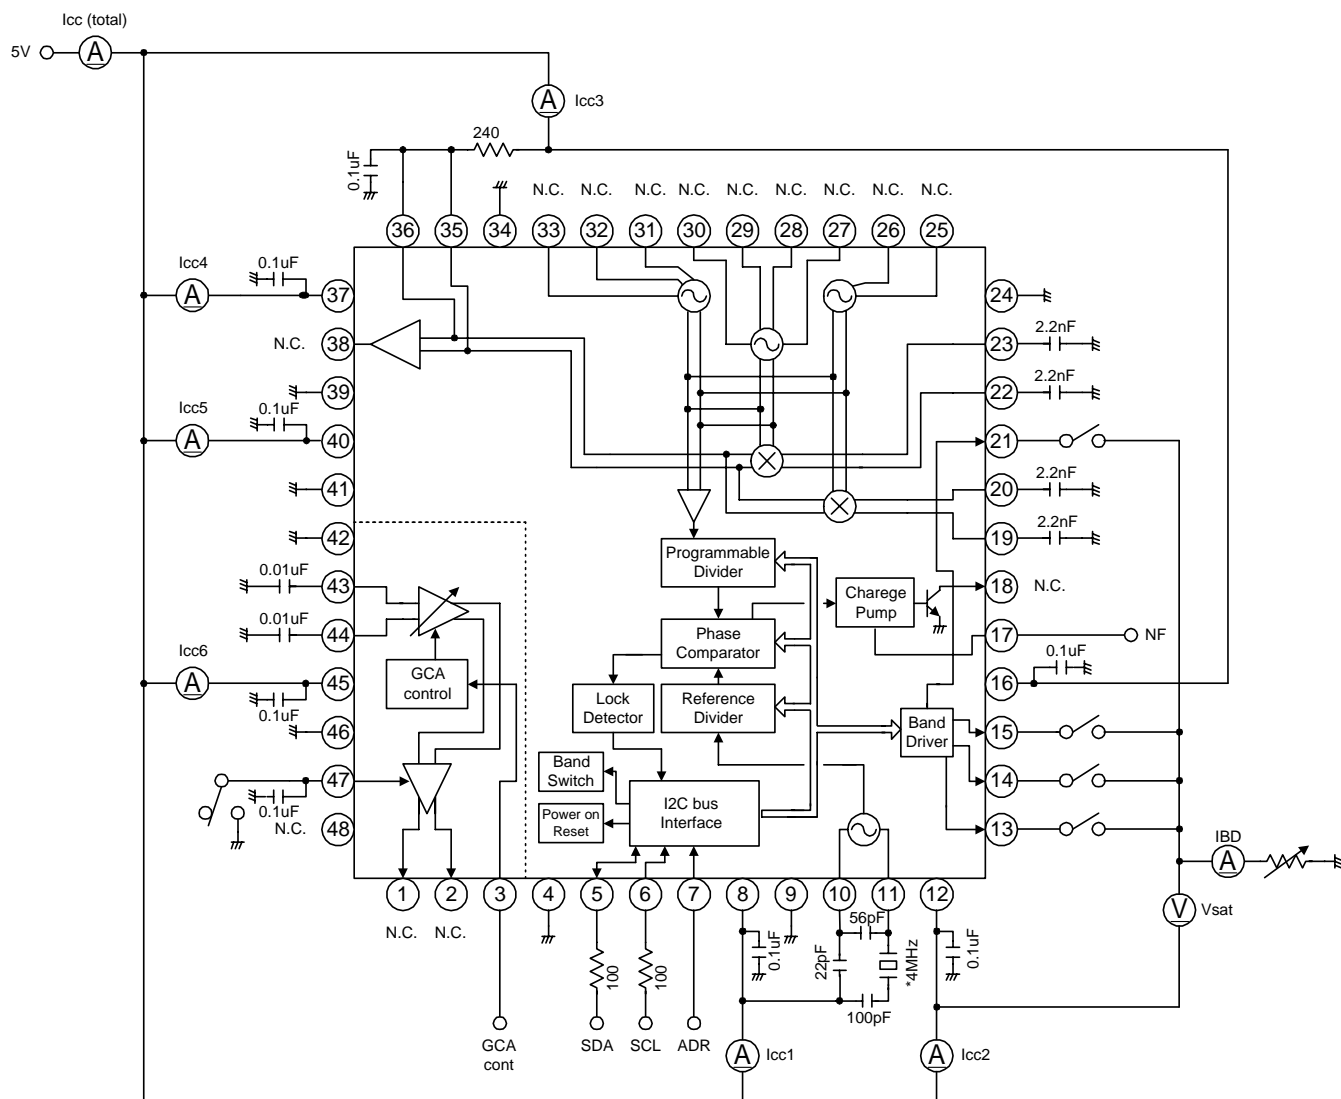 Icc (total)
5V
A
A
Icc3
240
0.1uF
N.C. N.C. N.C. N.C. N.C. N.C. N.C. N.C. N.C.
36 35 34 33 32 31 30 29 28 27 26 25
Icc4
A
0.1uF
37
24
N.C.
38
23
2.2nF
39
22
2.2nF
Icc5
A
0.1uF
40
21
41
20
2.2nF
42
19
2.2nF
Programmable
Divider
0.01uF
43
18
N.C.
Charege
Pump
0.01uF
44
17
NF
Phase
Comparator
Icc6
A
0.1uF
45
16
0.1uF
GCA
control
Lock
Detector
Reference
Divider
46
15
Band
Driver
Band
Switch
47
14
0.1uF
I2C bus
Interface
Power on
Reset
N.C.
48
13
IBD
A
1 2 3 4 5 6 7 8 9 10 11 12
V
Vsat
N.C. N.C.
56pF
0.1uF
22pF
*4MHz
0.1uF
100
100
100pF
GCA
cont
SDA
SCL
ADR
A
Icc1
A
Icc2